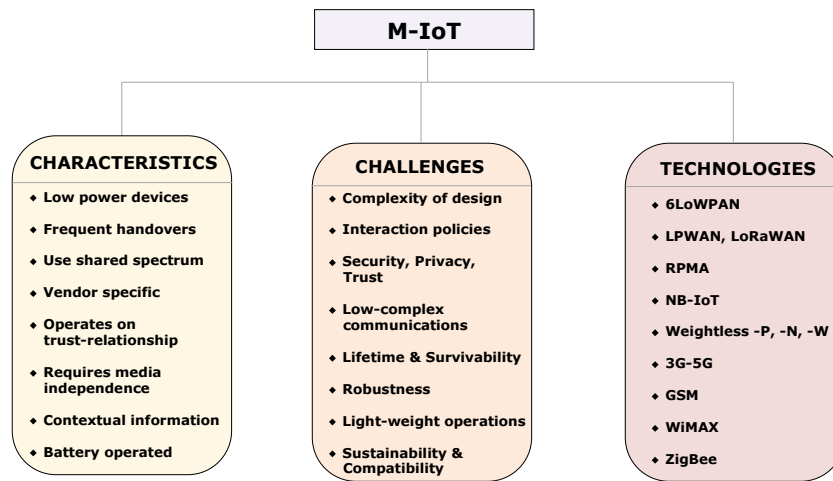 M-IoT
CHARACTERISTICS
Low power devices
Frequent handovers
Use shared spectrum
Vendor specific
Operates on
trust-relationship
Requires media
independence
Contextual information
Battery operated
CHALLENGES
Complexity of design
Interaction policies
Security, Privacy,
Trust
Low-complex
communications
Lifetime & Survivability
Robustness
Light-weight operations
Sustainability &
Compatibility
TECHNOLOGIES
6LoWPAN
LPWAN, LoRaWAN
RPMA
NB-IoT
Weightless -P, -N, -W
3G-5G
GSM
WiMAX
ZigBee